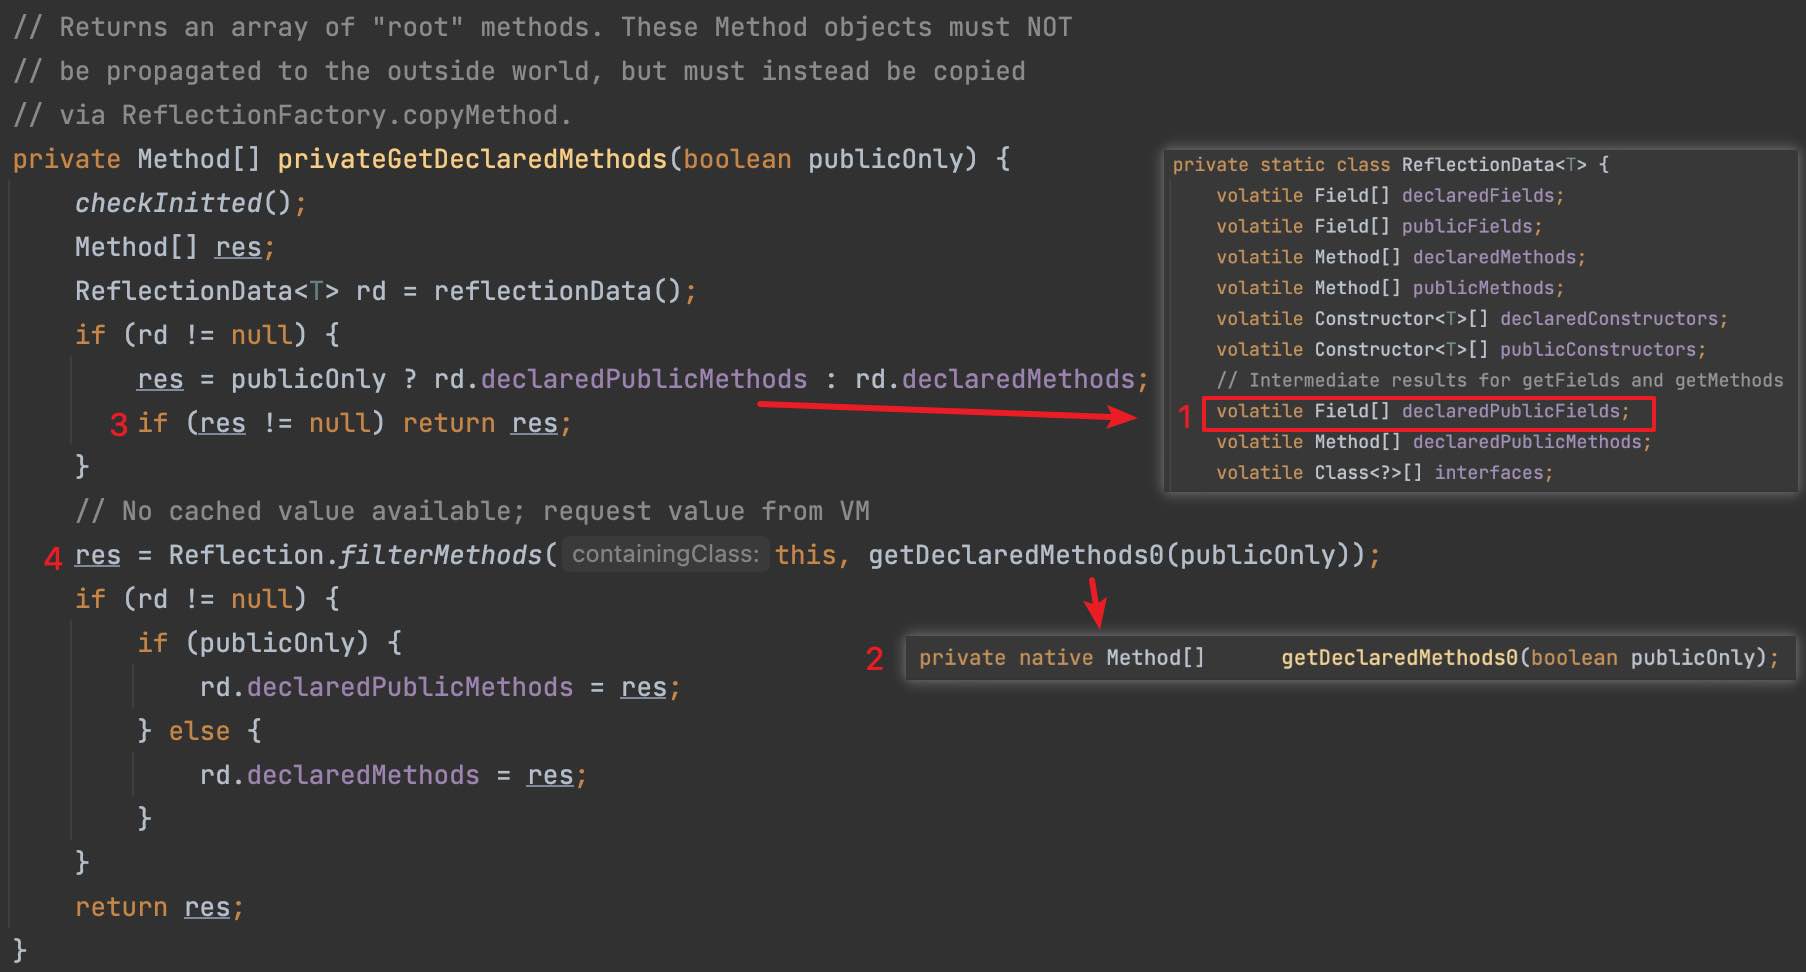 // Returns an array of "root" methods. These Method objects must NOT
// be propagated to the outside world, but must instead be copied
// via ReflectionFactory.copyMethod.
private Method[] privateGetDeclaredMethods(boolean publicOnly) {
checkInitted();
Method[] res;
ReflectionData<T> rd = reflectionData();
if (rd != null) {
res = publicOnly ? rd.declaredPublicMethods : rd.declaredMethods;
3 if (res != null) return res;
}
// No cached value available; request value from VM
4 res = Reflection.filterMethods( containingClass: this, getDeclaredMethods0(publicOnly));
if (rd != null) {
if (publicOnly) {
rd.declaredPublicMethods = res;
} else {
rd.declaredMethods = res;
}
}
return res;
}
private static class ReflectionData<T> {
volatile Field[] declaredFields;
volatile Field[] publicFields;
volatile Method[] declaredMethods;
volatile Method[] publicMethods;
volatile Constructor<T>[] declaredConstructors;
volatile Constructor<T>[] publicConstructors;
// Intermediate results for getFields and getMethods
1 volatile Field[] declaredPublicFields;
volatile Method[] declaredPublicMethods;
volatile Class<?>[] interfaces;
2 private native Method[] getDeclaredMethods0(boolean publicOnly);